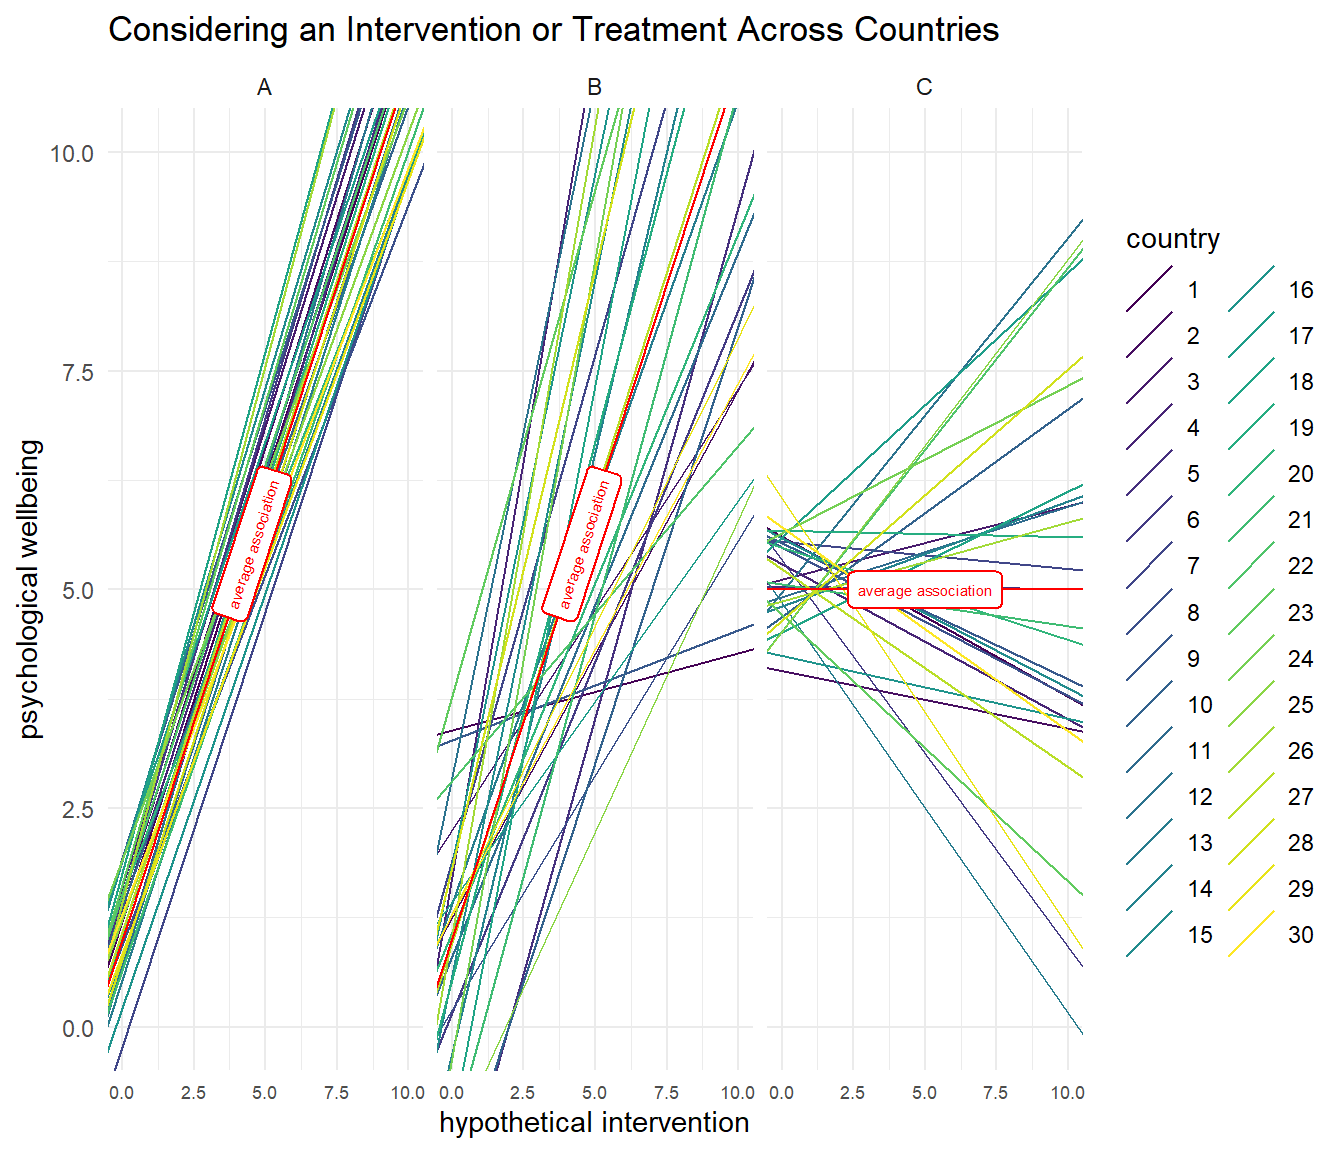 Considering an Intervention or Treatment Across Countries
A
B
C
psychological wellbeing
10.0
7.5
5.0
2.5
0.0
average association
average association
average association
0.0 2.5 5.0 7.5 10.0
0.0 2.5 5.0 7.5 10.0
0.0 2.5 5.0 7.5 10.0
hypothetical intervention
country
1
2
3
4
5
6
7
8
9
10
11
12
13
14
15
16
17
18
19
20
21
22
23
24
25
26
27
28
29
30